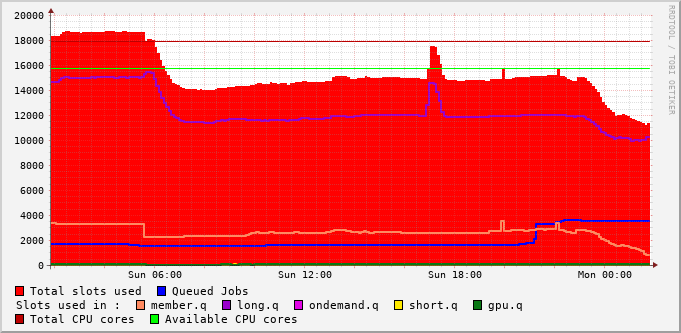 20000
18000
16000
14000
12000
10000
8000
6000
4000
2000
0
Sun 06:00 Sun 12:00 Sun 18:00 Mon 00:00
RRDTOOL / TOBI OETIKER
Total slots used Queued Jobs
Slots used in : member.q long.q ondemand.q short.q gpu.q
Total CPU cores Available CPU cores